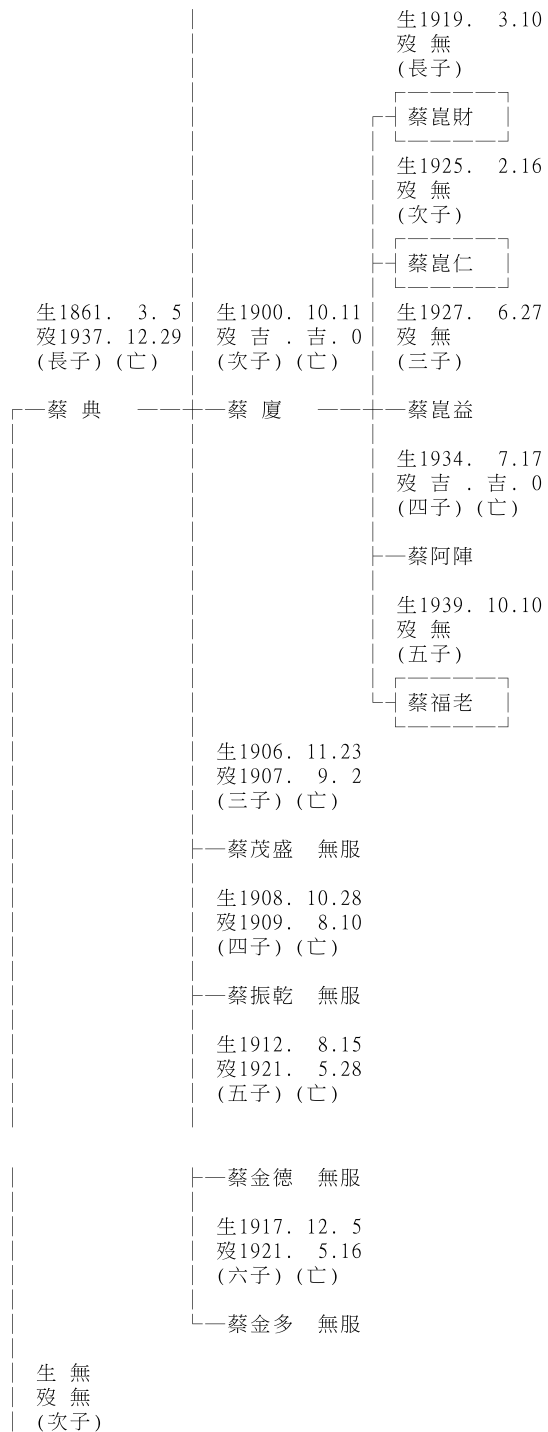 生1919. 3.10
歿 無
(長子)
蔡崑財
生1925. 2.16
歿 無
(次子)
蔡崑仁
生1861. 3. 5 生1900. 10.11 生1927. 6.27
歿1937. 12.29 歿 吉 . 吉. 0 歿 無
(長子) (亡) (次子) (亡) (三子)
蔡 典 蔡 廈 蔡崑益
生1934. 7.17
歿 吉 . 吉. 0
(四子) (亡)
蔡阿陣
生1939. 10.10
歿 無
(五子)
蔡福老
生1906. 11.23
歿1907. 9. 2
(三子) (亡)
蔡茂盛 無服
生1908. 10.28
歿1909. 8.10
(四子) (亡)
蔡振乾 無服
生1912. 8.15
歿1921. 5.28
(五子) (亡)
蔡金德 無服
生1917. 12. 5
歿1921. 5.16
(六子) (亡)
蔡金多 無服
生 無
歿 無
(次子)